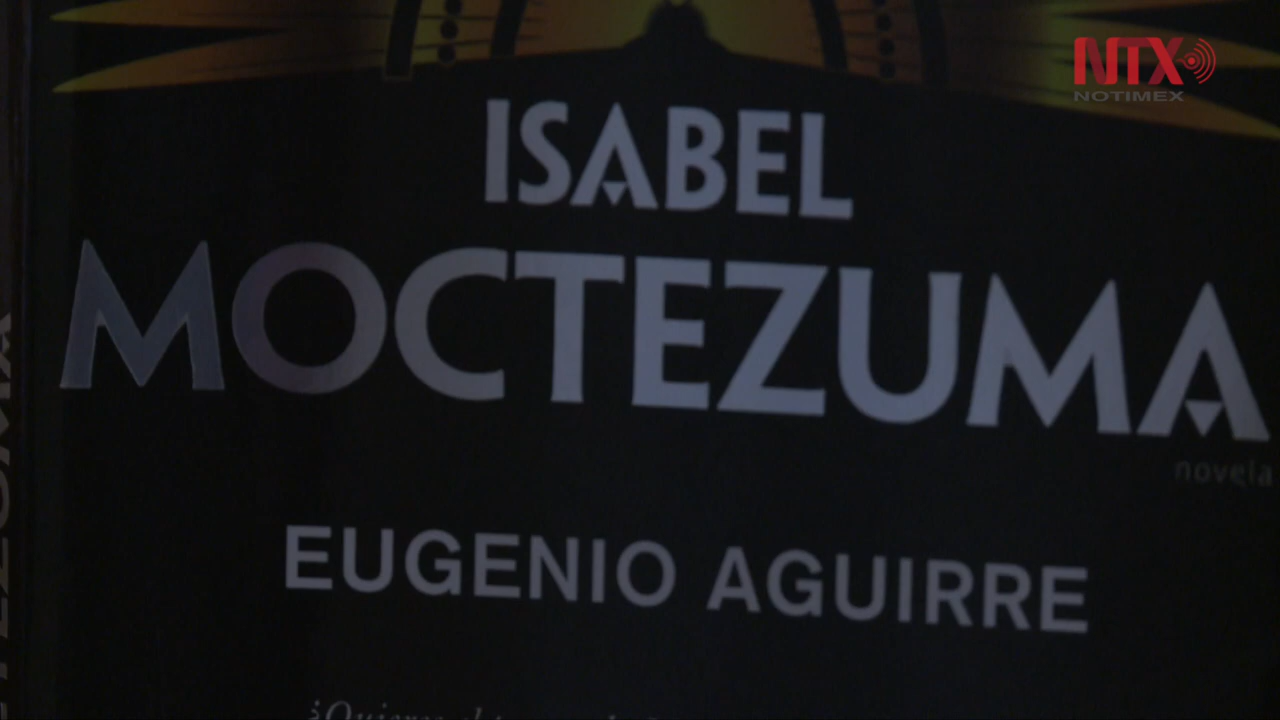 NTX
NOTIMEX
ISABEL
MOCTEZUMA
novela
EUGENIO AGUIRRE